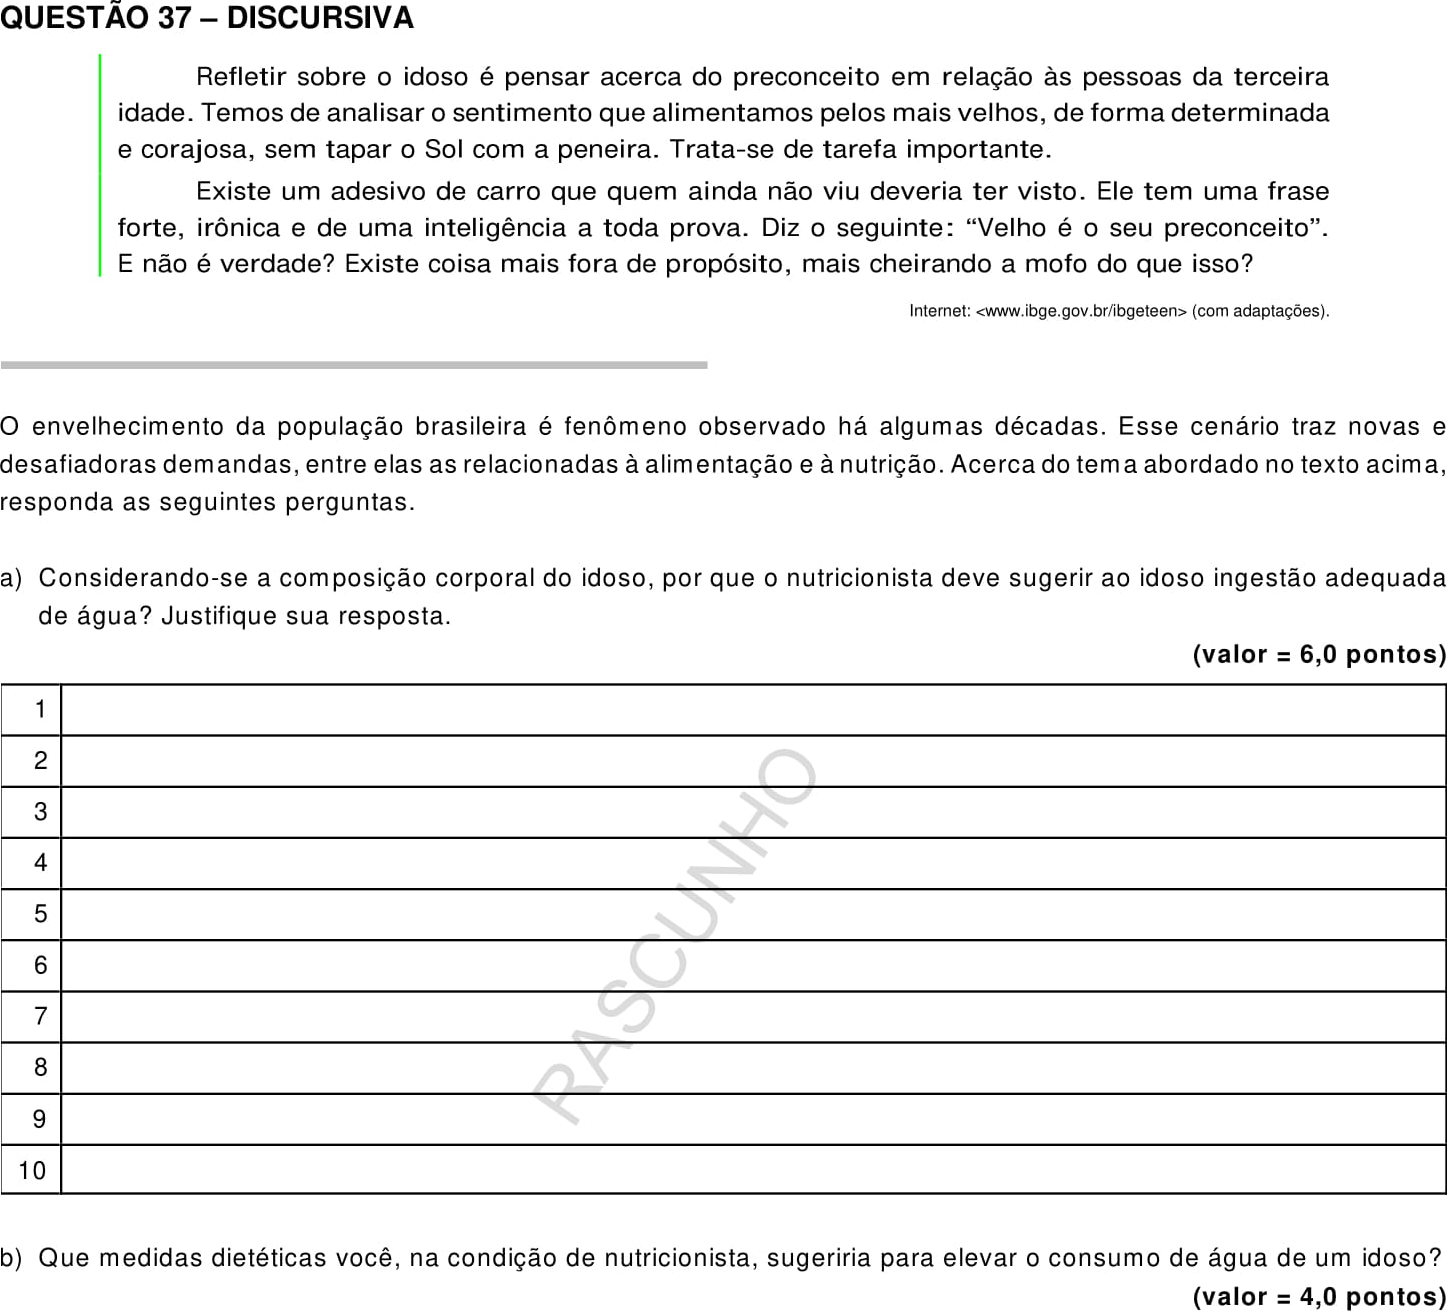 QUESTÃO 37 – DISCURSIVA
Refletir sobre o idoso é pensar acerca do preconceito em relação às pessoas da terceira
idade. Temos de analisar o sentimento que alimentamos pelos mais velhos, de forma determinada
e corajosa, sem tapar o Sol com a peneira. Trata-se de tarefa importante.
Existe um adesivo de carro que quem ainda não viu deveria ter visto. Ele tem uma frase
forte, irônica e de uma inteligência a toda prova. Diz o seguinte: “Velho é o seu preconceito”.
E não é verdade? Existe coisa mais fora de propósito, mais cheirando a mofo do que isso?
Internet: <www.ibge.gov.br/ibgeteen> (com adaptações).
O envelhecimento da população brasileira é fenômeno observado há algumas décadas. Esse cenário traz novas e
desafiadoras demandas, entre elas as relacionadas à alimentação e à nutrição. Acerca do tema abordado no texto acima,
responda as seguintes perguntas.
a) Considerando-se a composição corporal do idoso, por que o nutricionista deve sugerir ao idoso ingestão adequada
de água? Justifique sua resposta.
(valor = 6,0 pontos)
1
2
3
4
5
6
7
8
9
10
RASCUNHO
b) Que medidas dietéticas você, na condição de nutricionista, sugeriria para elevar o consumo de água de um idoso?
(valor = 4,0 pontos)